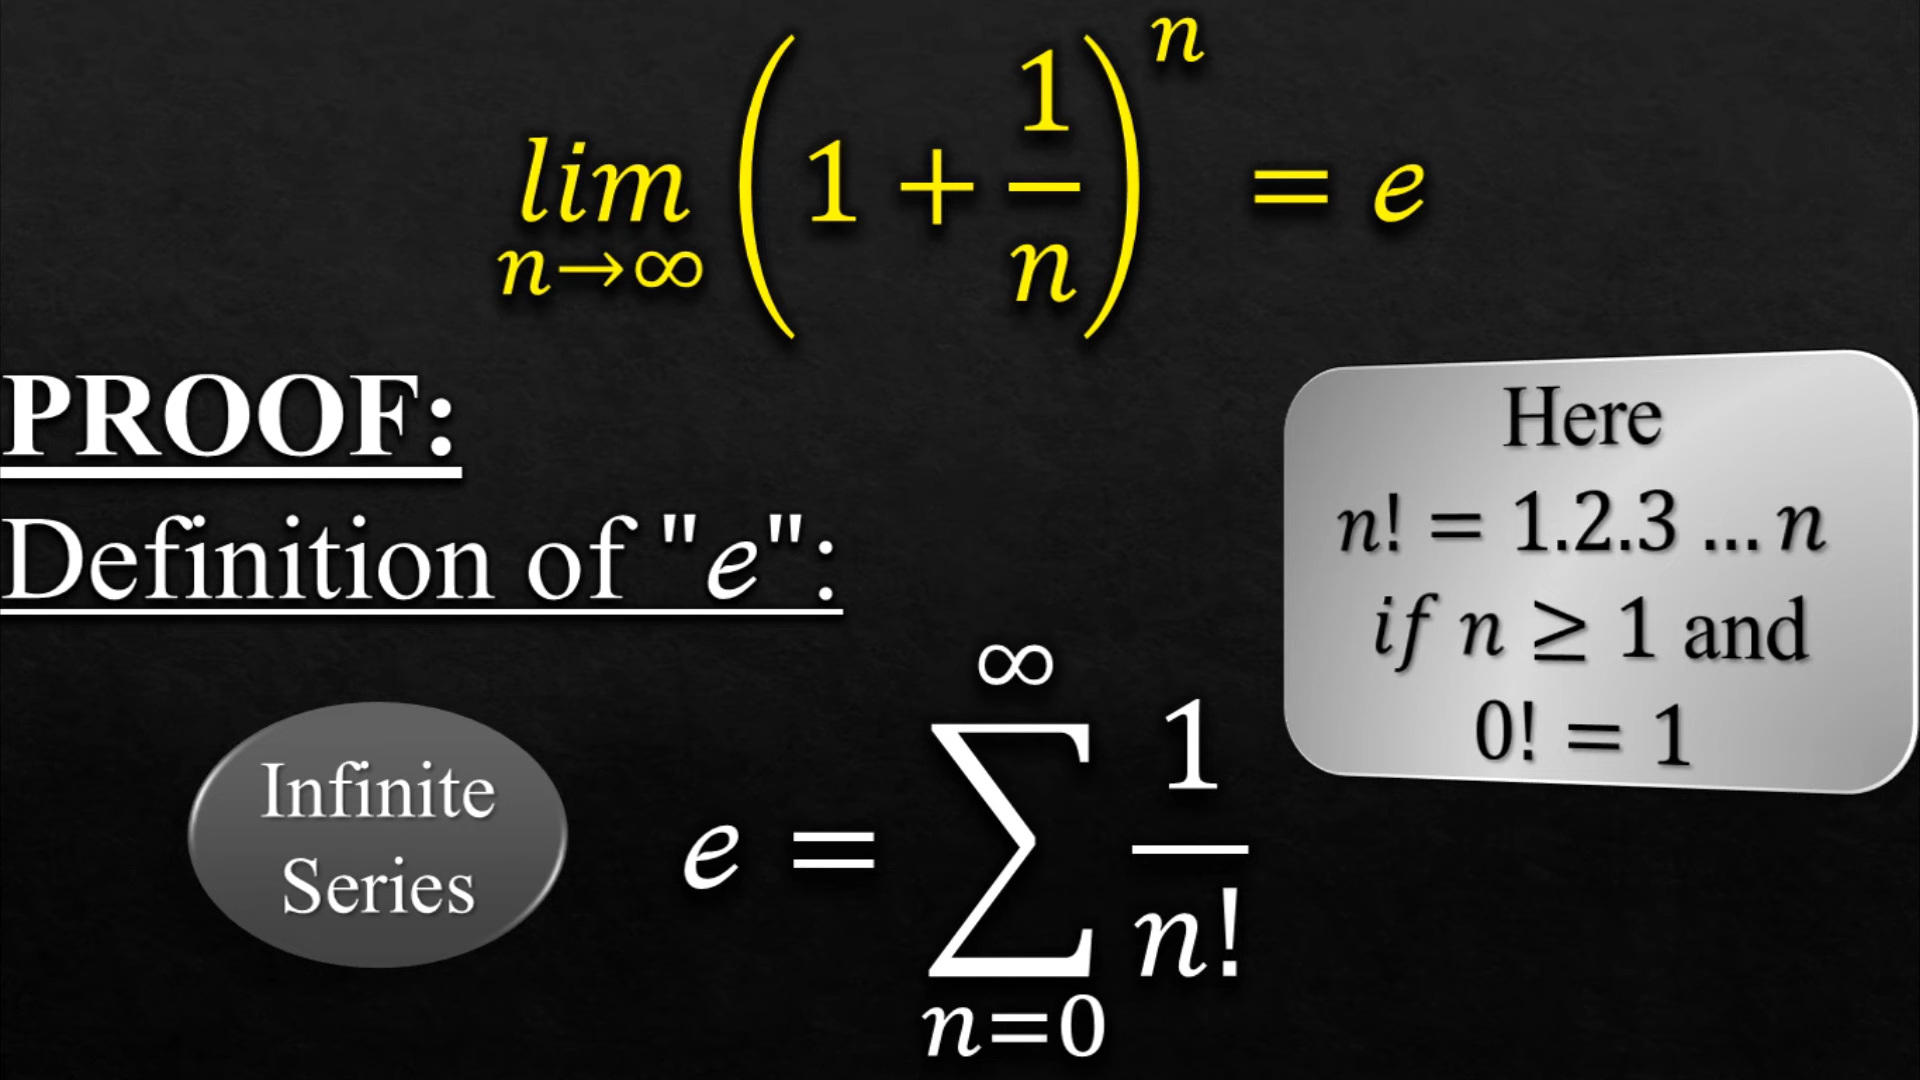 lim n→∞ (1 + 1/n)^n = e
PROOF:
Definition of "e":
Here
n! = 1.2.3 ... n
if n ≥ 1 and
0! = 1
Infinite
Series
e = ∑_{n=0}^{∞} 1/n!